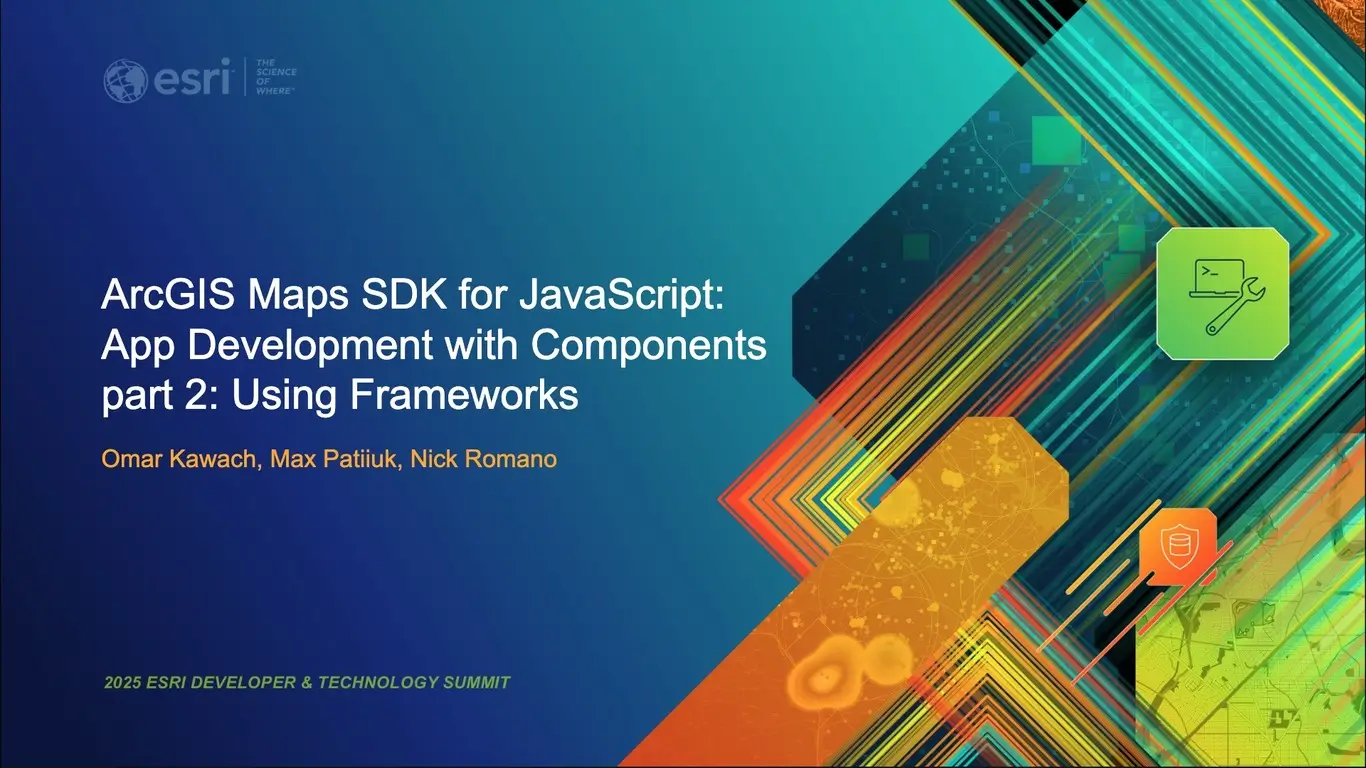 esri
THE
SCIENCE
OF
WHERE™
ArcGIS Maps SDK for JavaScript:
App Development with Components
part 2: Using Frameworks
Omar Kawach, Max Patiiuk, Nick Romano
2025 ESRI DEVELOPER & TECHNOLOGY SUMMIT
>_